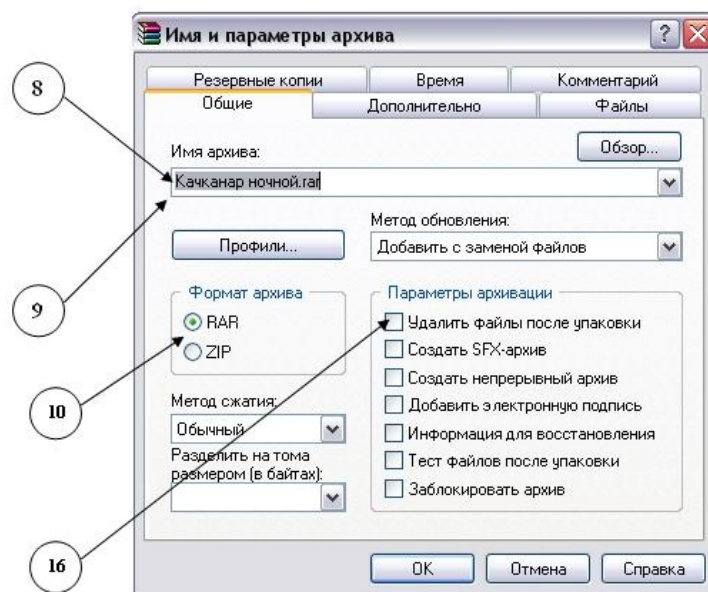 Имя и параметры архива
Резервные копии Время Комментарий
Общие Дополнительно Файлы
8
Имя архива:
Обзор...
Качканар ночной.rar
9
Метод обновления:
Профили...
Добавить с заменой файлов
Формат архива
Параметры архивации
RAR
Удалить файлы после упаковки
ZIP
Создать SFX-архив
Создать непрерывный архив
10
Метод сжатия:
Добавить электронную подпись
Обычный
Информация для восстановления
Разделить на тома
размером (в байтах):
Тест файлов после упаковки
Заблокировать архив
16
OK Отмена Справка